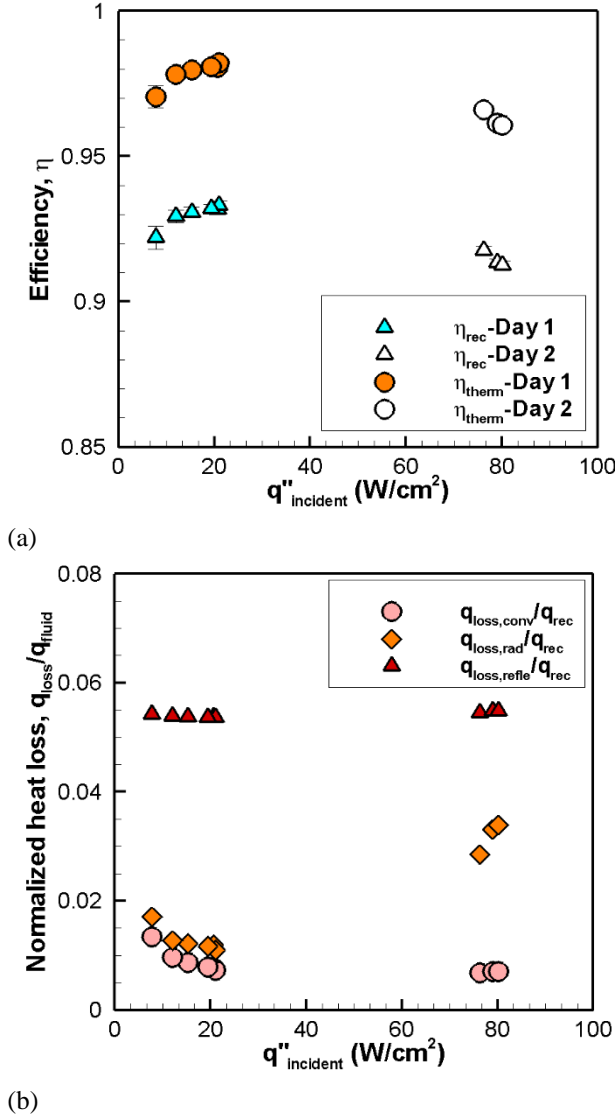 1
0.95
0.9
0.85
Efficiency, η
η_rec-Day 1
η_rec-Day 2
η_therm-Day 1
η_therm-Day 2
0 20 40 60 80 100
q"_incident (W/cm²)
(a)
0.08
0.06
0.04
0.02
0
Normalized heat loss, q_loss/q_fluid
q_loss,conv/q_rec
q_loss,rad/q_rec
q_loss,refle/q_rec
0 20 40 60 80 100
q"_incident (W/cm²)
(b)